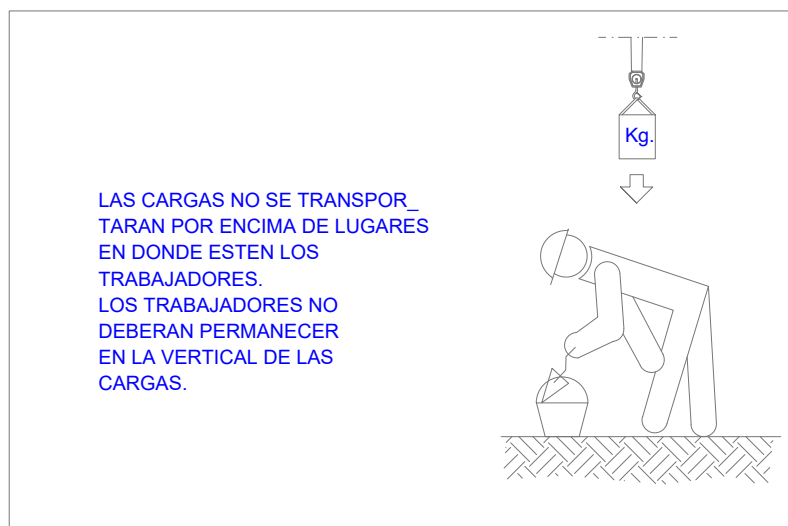 LAS CARGAS NO SE TRANSPOR_
TARAN POR ENCIMA DE LUGARES
EN DONDE ESTEN LOS
TRABAJADORES.
LOS TRABAJADORES NO
DEBERAN PERMANECER
EN LA VERTICAL DE LAS
CARGAS.
Kg.